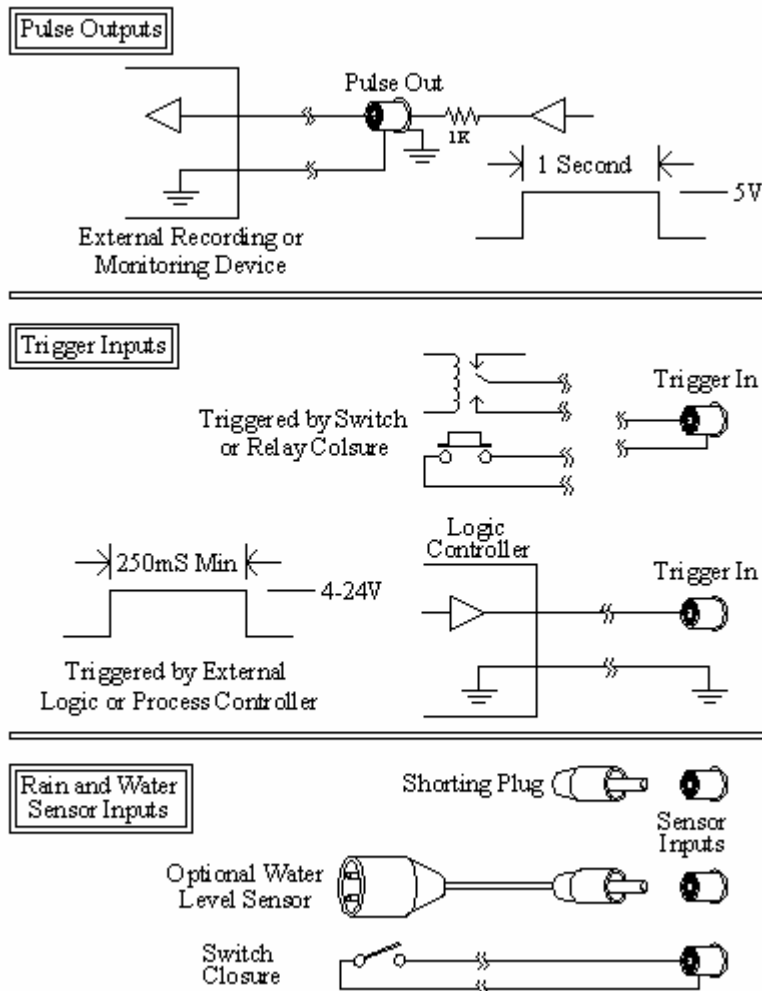 Pulse Outputs
Pulse Out
1K
1 Second
5V
External Recording or
Monitoring Device
Trigger Inputs
Triggered by Switch
or Relay Colsure
Trigger In
250mS Min
4-24V
Triggered by External
Logic or Process Controller
Logic
Controller
Trigger In
Rain and Water
Sensor Inputs
Shorting Plug
Sensor
Inputs
Optional Water
Level Sensor
Switch
Closure